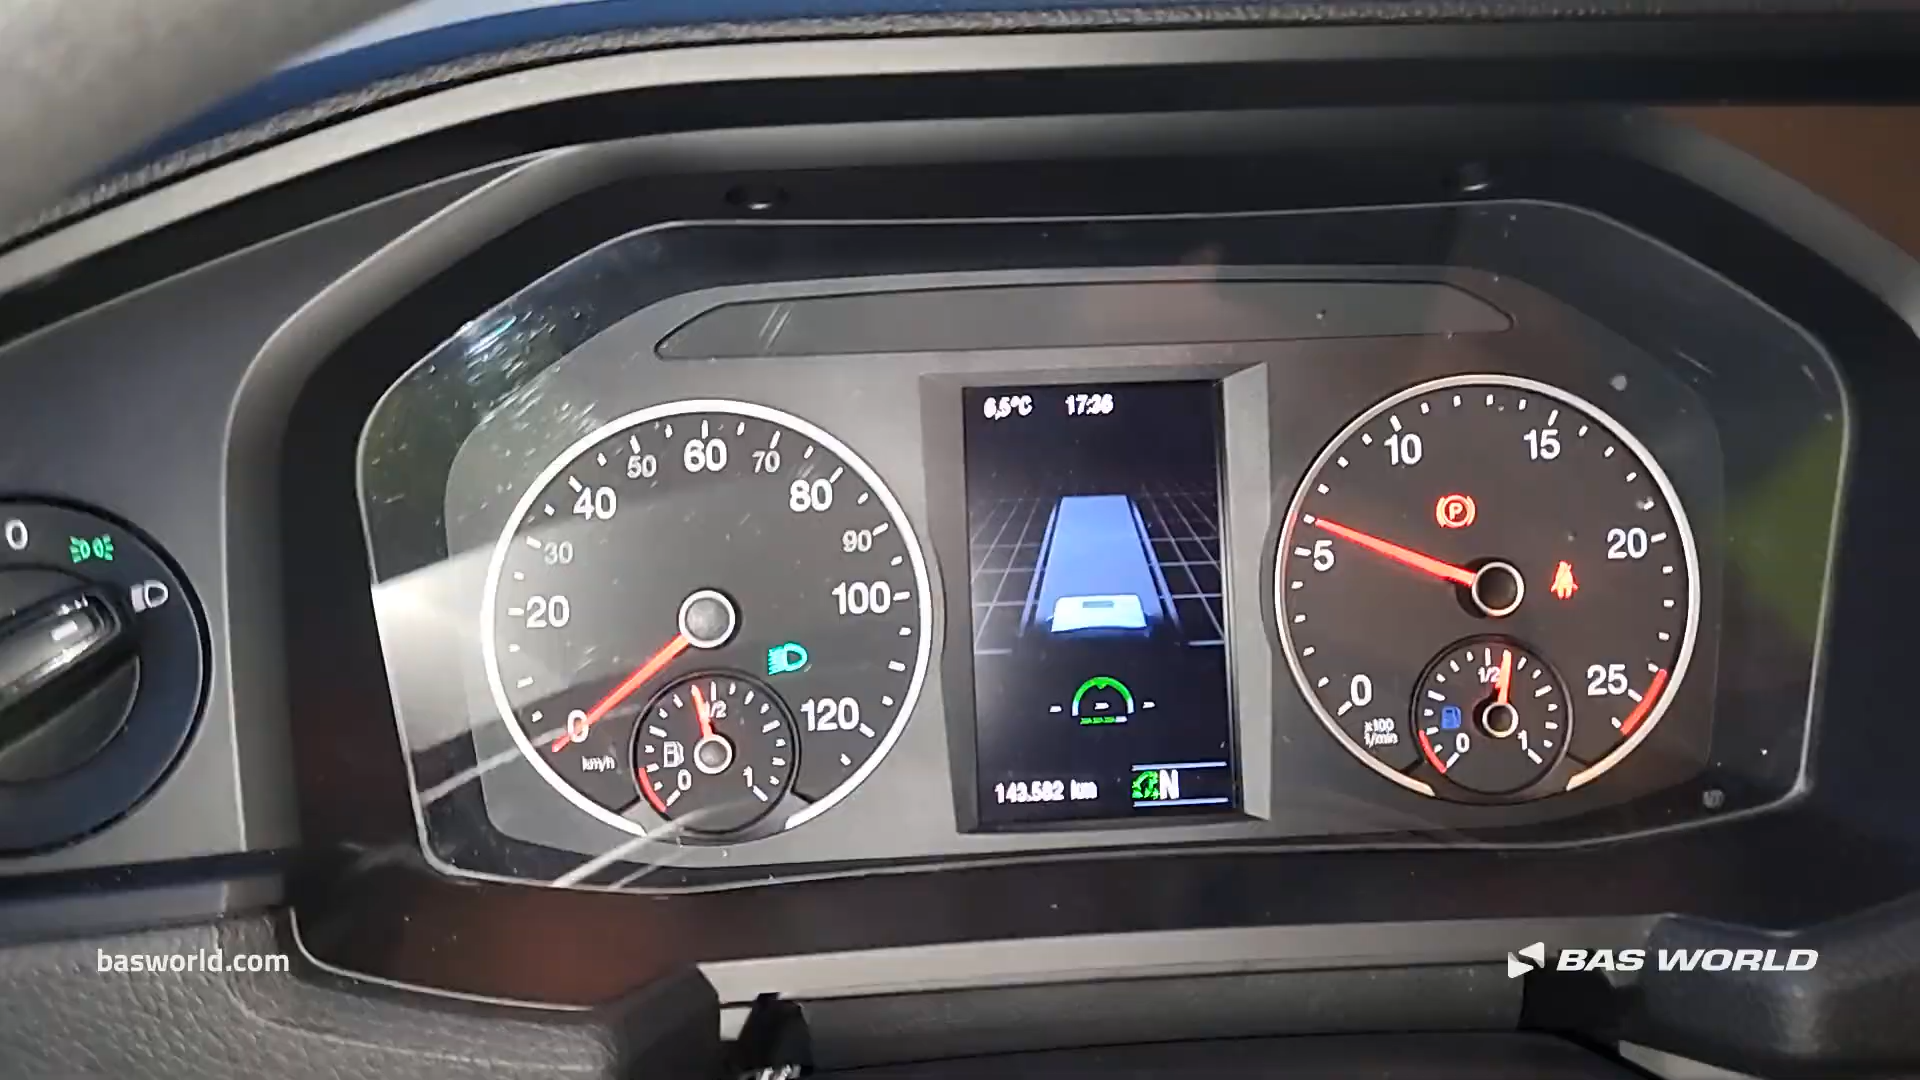 6,5°C 17:36
0
50 60 70
40 80
30 90
20 100
0 120
km/h
1/2
0 1
143.582 km
N
10 15
5 20
P
0 25
x100
1/min
1/2
0 1
basworld.com
BAS WORLD